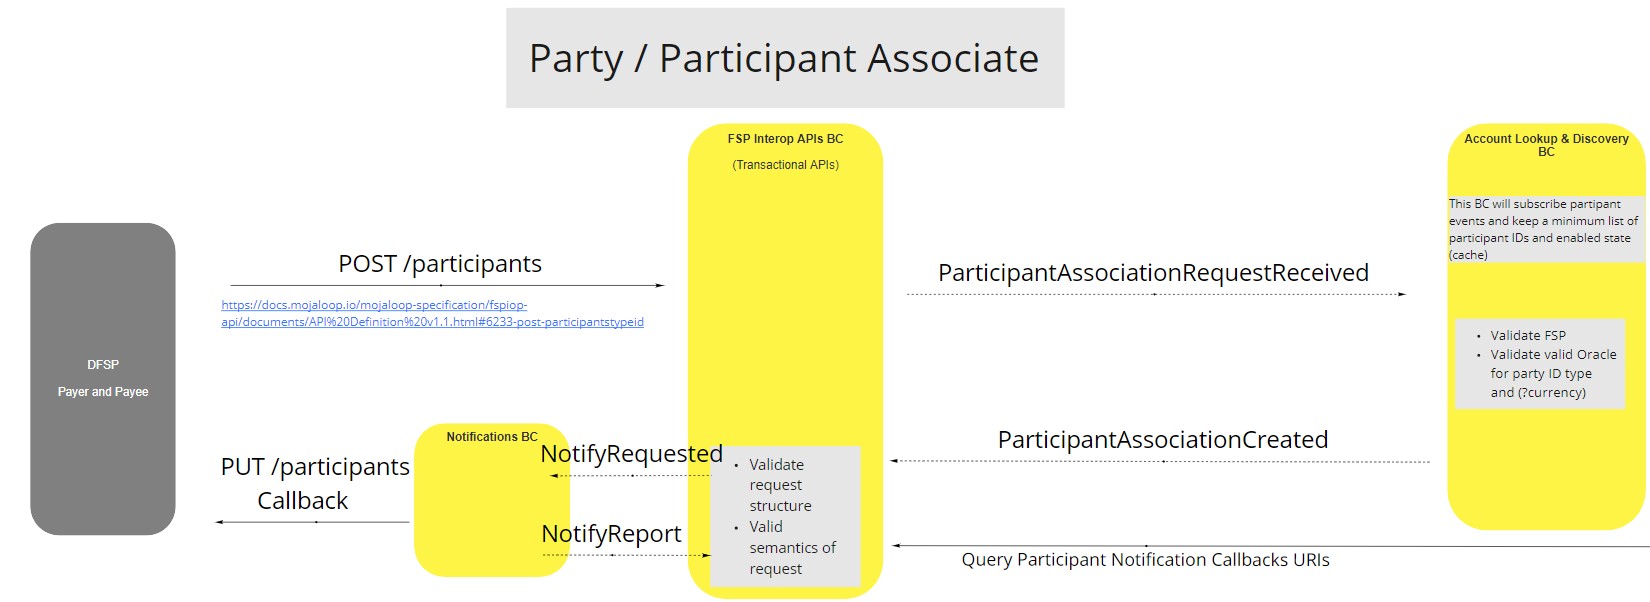 Party / Participant Associate
FSP Interop APIs BC
(Transactional APIs)
Account Lookup & Discovery
BC
This BC will subscribe partipant
events and keep a minimum list of
participant IDs and enabled state
(cache)
POST /participants
https://docs.mojaloop.io/mojaloop-specification/fspiop-
api/documents/API%20Definition%20v1.1.html#6233-post-participantstypeid
ParticipantAssociationRequestReceived
• Validate FSP
• Validate valid Oracle
for party ID type
and (?currency)
DFSP
Payer and Payee
Notifications BC
NotifyRequested
ParticipantAssociationCreated
PUT /participants
Callback
• Validate
request
structure
• Valid
semantics of
request
NotifyReport
Query Participant Notification Callbacks URIs